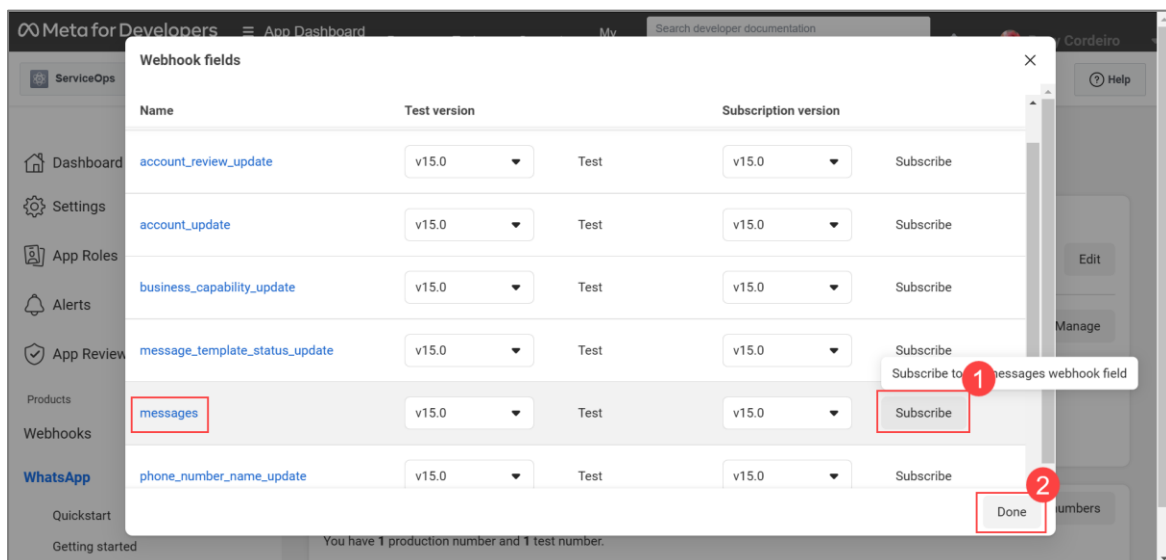 Meta for Developers ≡ App Dashboard My Search developer documentation Cordeiro
ServiceOps
Help
Webhook fields
Name Test version Subscription version
Dashboard
account_review_update v15.0 Test v15.0 Subscribe
Settings
account_update v15.0 Test v15.0 Subscribe
App Roles
Edit
business_capability_update v15.0 Test v15.0 Subscribe
Alerts
Manage
App Review
message_template_status_update v15.0 Test v15.0 Subscribe
Subscribe to messages webhook field
1
Products
messages v15.0 Test v15.0 Subscribe
Webhooks
WhatsApp
phone_number_name_update v15.0 Test v15.0 Subscribe
2
Done
umbers
Quickstart
Getting started
You have 1 production number and 1 test number.